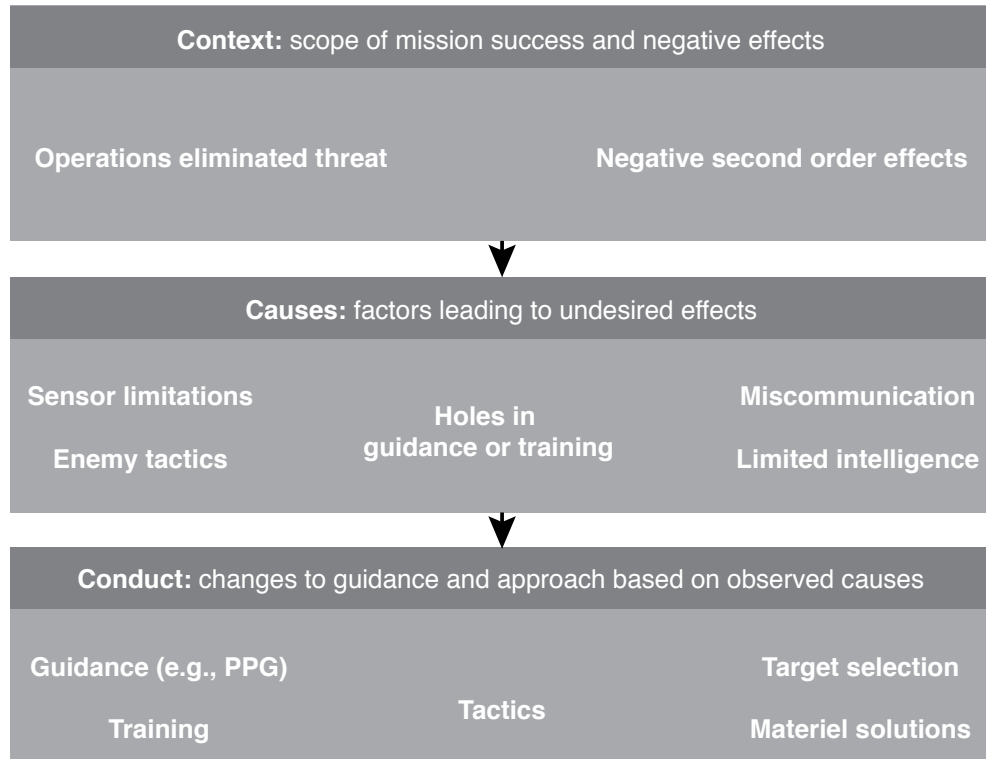 Context: scope of mission success and negative effects
Operations eliminated threat
Negative second order effects
Causes: factors leading to undesired effects
Sensor limitations
Enemy tactics
Holes in
guidance or training
Miscommunication
Limited intelligence
Conduct: changes to guidance and approach based on observed causes
Guidance (e.g., PPG)
Training
Tactics
Target selection
Materiel solutions